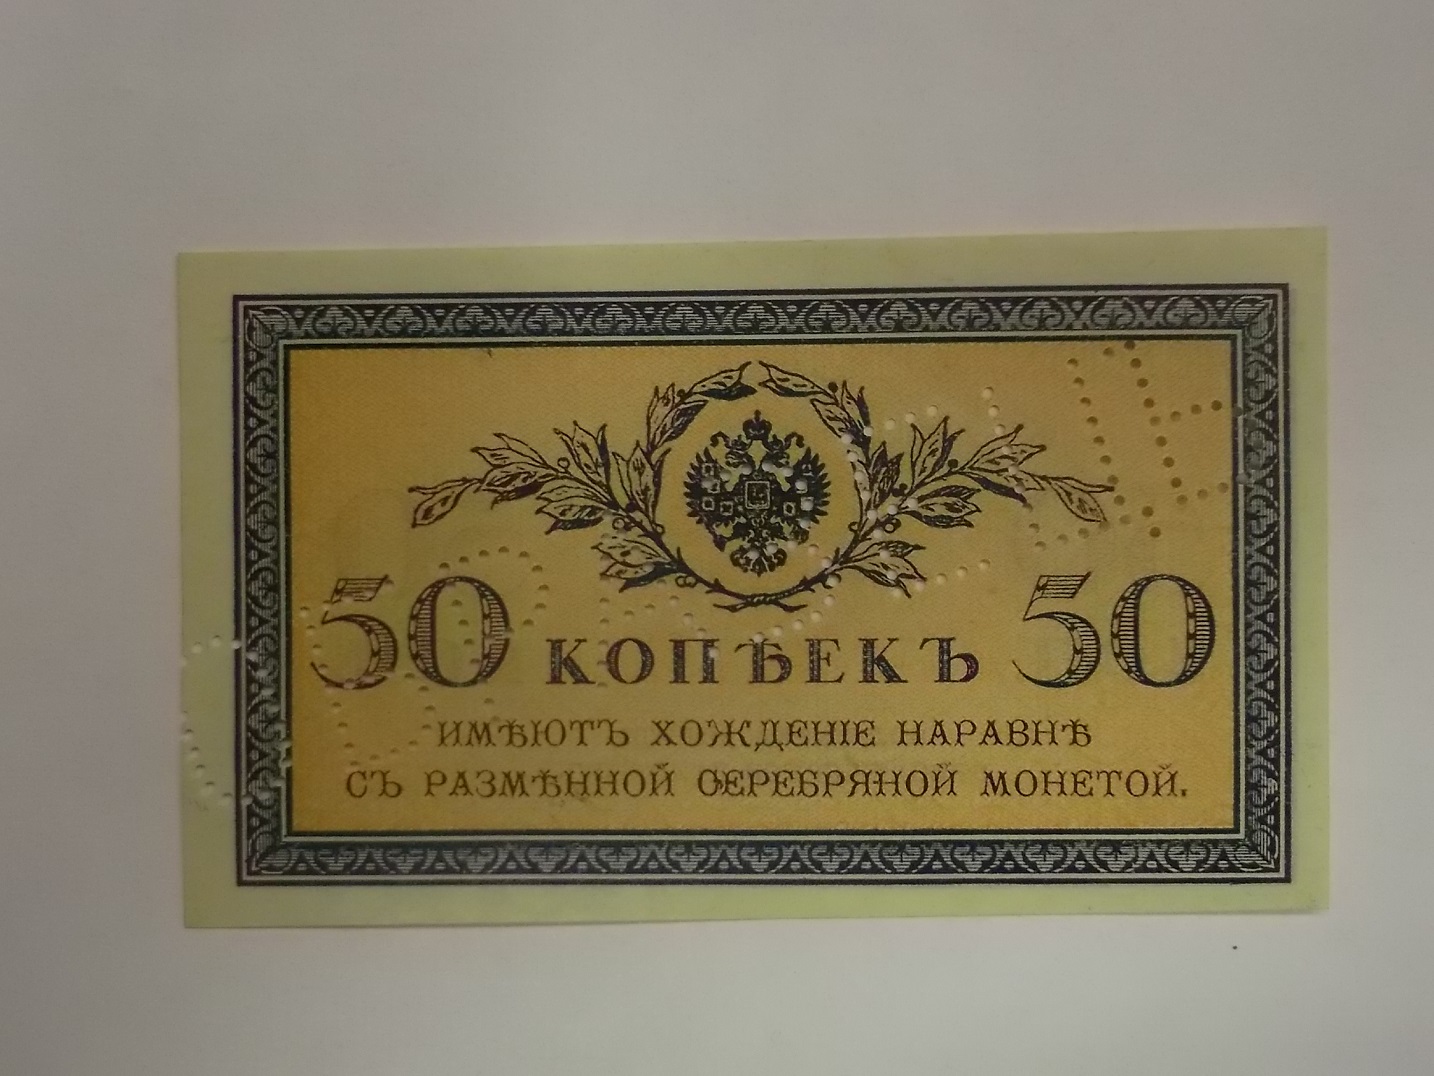 50 КОПѢЕКЪ 50
ИМѢЮТЪ ХОЖДЕНІЕ НАРАВНѢ
СЪ РАЗМѢННОЙ СЕРЕБРЯНОЙ МОНЕТОЙ.